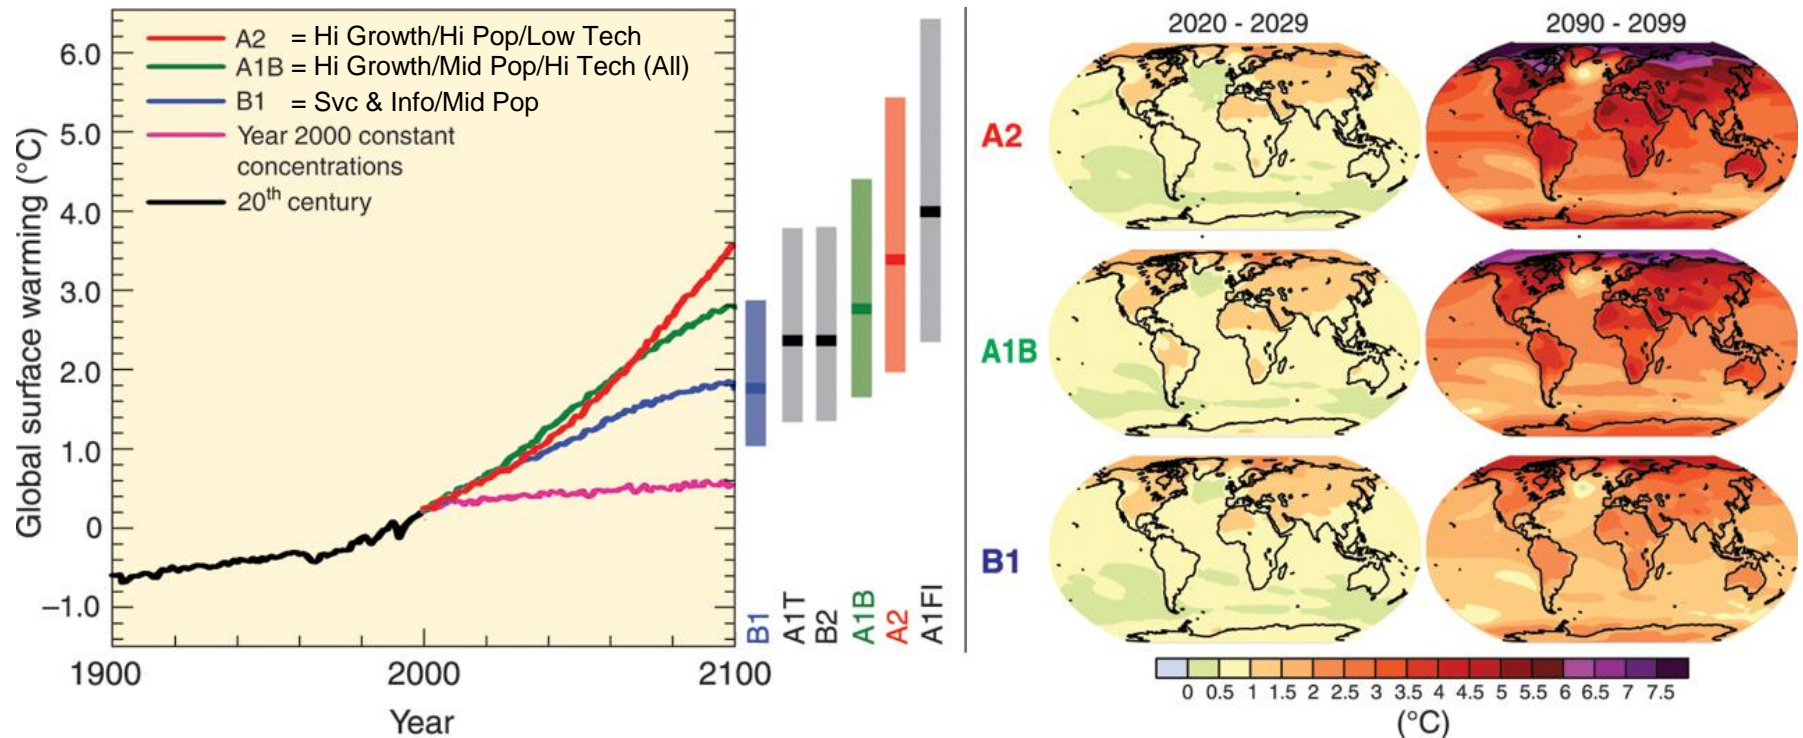 A2 = Hi Growth/Hi Pop/Low Tech
A1B = Hi Growth/Mid Pop/Hi Tech (All)
B1 = Svc & Info/Mid Pop
Year 2000 constant
concentrations
20th century
Global surface warming (°C)
6.0
5.0
4.0
3.0
2.0
1.0
0
–1.0
1900 2000 2100
Year
B1
A1T
B2
A1B
A2
A1FI
2020 - 2029 2090 - 2099
A2
A1B
B1
0 0.5 1 1.5 2 2.5 3 3.5 4 4.5 5 5.5 6 6.5 7 7.5
(°C)